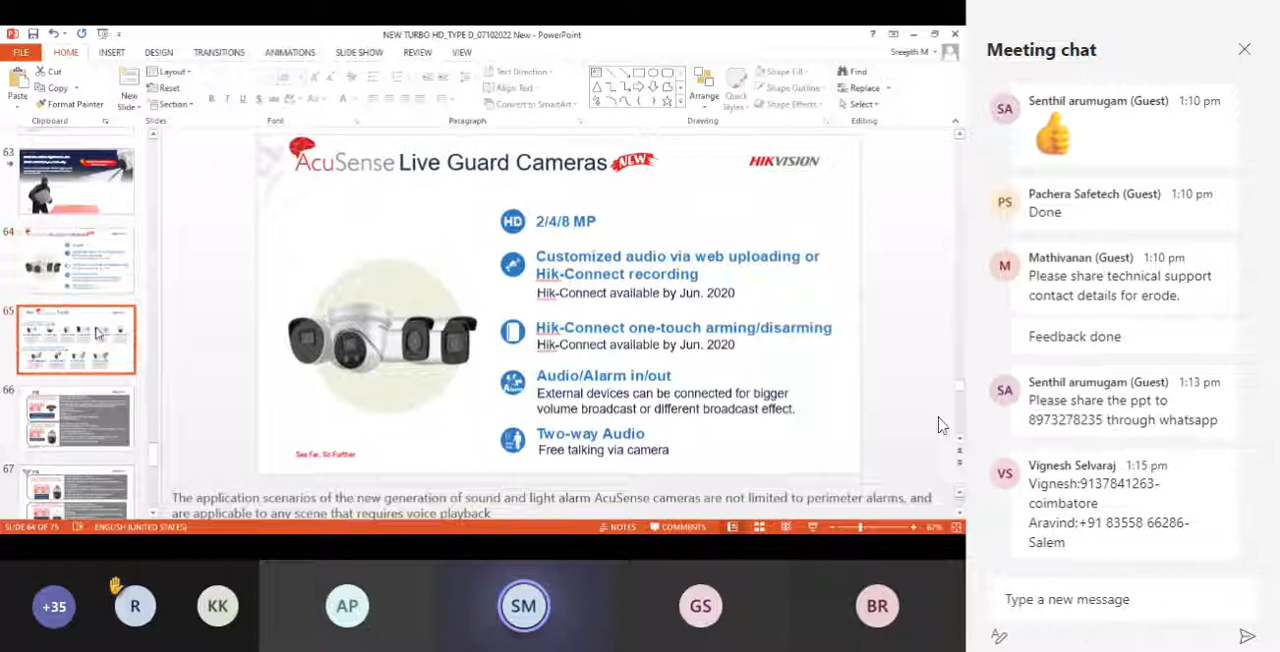 NEW TURBO HD_TYPE D_07102022.New - PowerPoint
FILE
HOME
INSERT
DESIGN
TRANSITIONS
ANIMATIONS
SLIDE SHOW
REVIEW
VIEW
Sreejith M
Paste
Cut
Copy
Format Painter
Clipboard
New
Slide
Layout
Reset
Section
Slides
B I U S
Font
Text Direction
Align Text
Convert to SmartArt
Paragraph
Arrange
Quick
Styles
Shape Fill
Shape Outline
Shape Effects
Drawing
Find
Replace
Select
Editing
63
64
65
66
67
AcuSense Live Guard Cameras NEW
HIKVISION
HD 2/4/8 MP
Customized audio via web uploading or
Hik-Connect recording
Hik-Connect available by Jun. 2020
Hik-Connect one-touch arming/disarming
Hik-Connect available by Jun. 2020
Audio/Alarm in/out
External devices can be connected for bigger
volume broadcast or different broadcast effect.
Two-way Audio
Free talking via camera
See Far, Go Further
The application scenarios of the new generation of sound and light alarm AcuSense cameras are not limited to perimeter alarms, and
are applicable to any scene that requires voice playback
SLIDE 64 OF 75
ENGLISH (UNITED STATES)
NOTES
COMMENTS
67%
+35
R
KK
AP
SM
GS
BR
Meeting chat
SA
Senthil arumugam (Guest) 1:10 pm
PS
Pachera Safetech (Guest) 1:10 pm
Done
M
Mathivanan (Guest) 1:10 pm
Please share technical support
contact details for erode.
Feedback done
SA
Senthil arumugam (Guest) 1:13 pm
Please share the ppt to
8973278235 through whatsapp
VS
Vignesh Selvaraj 1:15 pm
Vignesh:9137841263-
coimbatore
Aravind:+91 83558 66286-
Salem
Type a new message